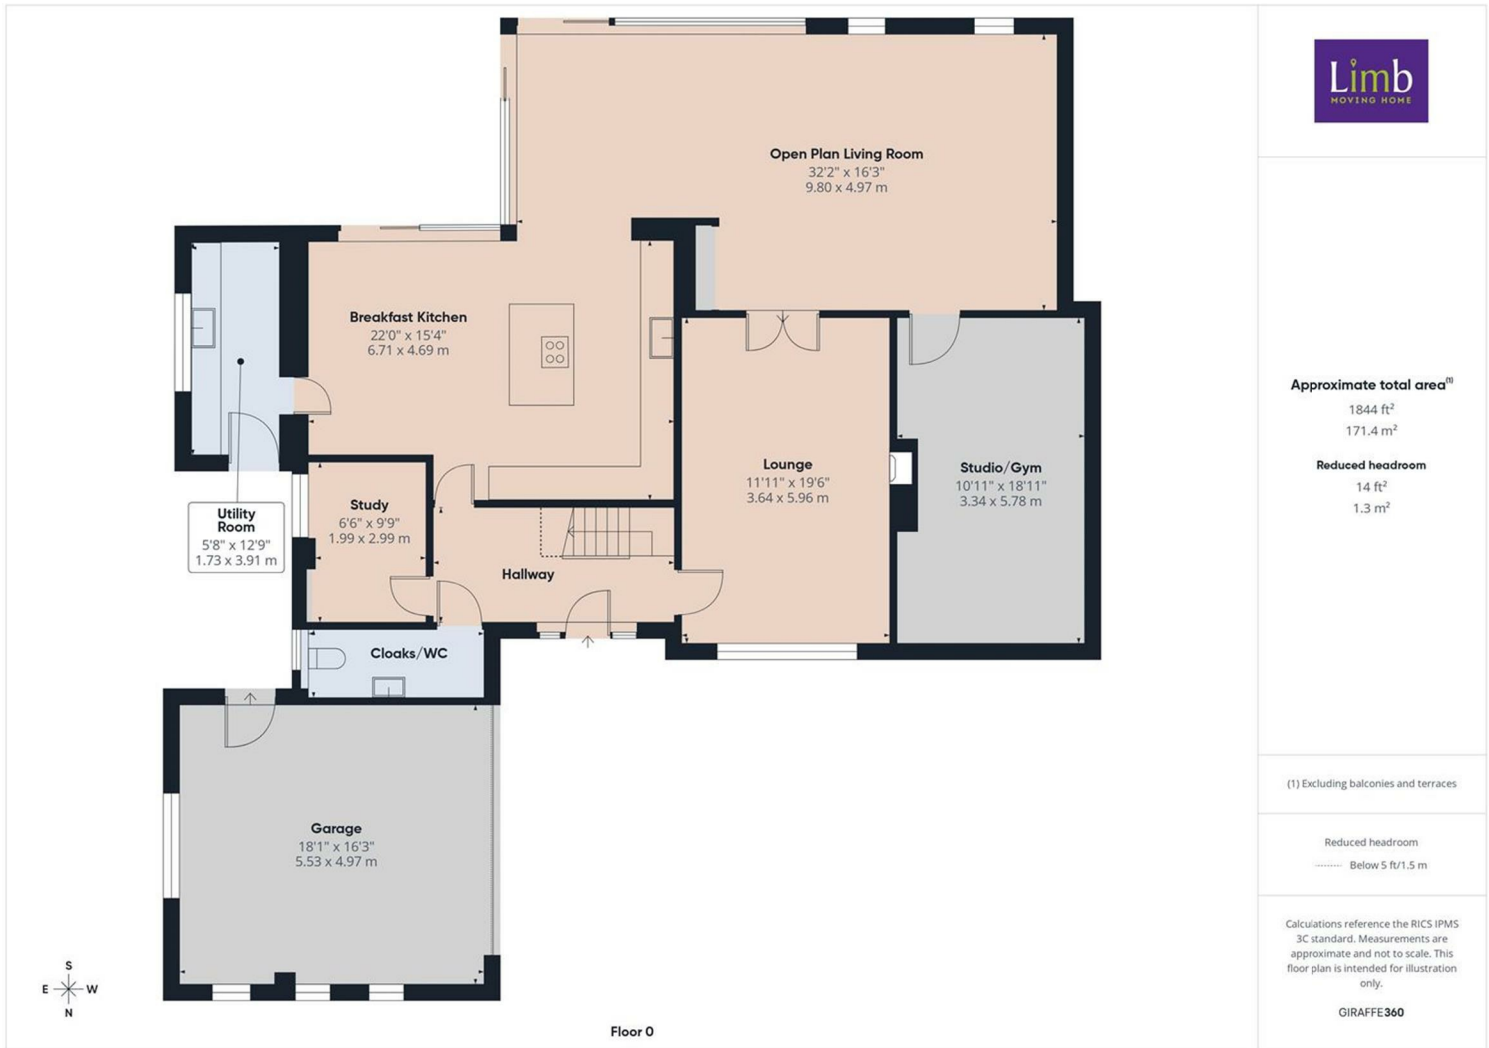 Open Plan Living Room
32'2" x 16'3"
9.80 x 4.97 m
Breakfast Kitchen
22'0" x 15'4"
6.71 x 4.69 m
Lounge
11'11" x 19'6"
3.64 x 5.96 m
Studio/Gym
10'11" x 18'11"
3.34 x 5.78 m
Study
6'6" x 9'9"
1.99 x 2.99 m
Utility
Room
5'8" x 12'9"
1.73 x 3.91 m
Hallway
Cloaks/WC
Garage
18'1" x 16'3"
5.53 x 4.97 m
S
E W
N
Floor 0
Limb
MOVING HOME
Approximate total area(1)
1844 ft²
171.4 m²
Reduced headroom
14 ft²
1.3 m²
(1) Excluding balconies and terraces
Reduced headroom
Below 5 ft/1.5 m
Calculations reference the RICS IPMS
3C standard. Measurements are
approximate and not to scale. This
floor plan is intended for illustration
only.
GIRAFFE360